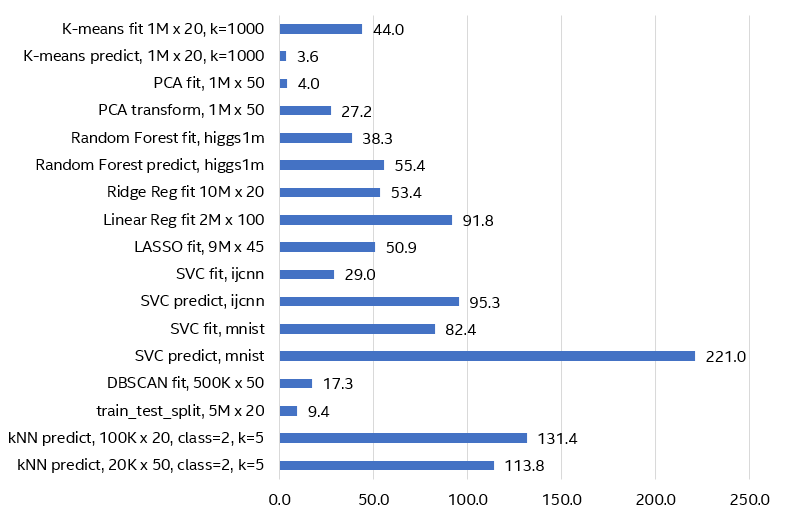 K-means fit 1M x 20, k=1000 44.0
K-means predict, 1M x 20, k=1000 3.6
PCA fit, 1M x 50 4.0
PCA transform, 1M x 50 27.2
Random Forest fit, higgs1m 38.3
Random Forest predict, higgs1m 55.4
Ridge Reg fit 10M x 20 53.4
Linear Reg fit 2M x 100 91.8
LASSO fit, 9M x 45 50.9
SVC fit, ijcnn 29.0
SVC predict, ijcnn 95.3
SVC fit, mnist 82.4
SVC predict, mnist 221.0
DBSCAN fit, 500K x 50 17.3
train_test_split, 5M x 20 9.4
kNN predict, 100K x 20, class=2, k=5 131.4
kNN predict, 20K x 50, class=2, k=5 113.8
0.0 50.0 100.0 150.0 200.0 250.0